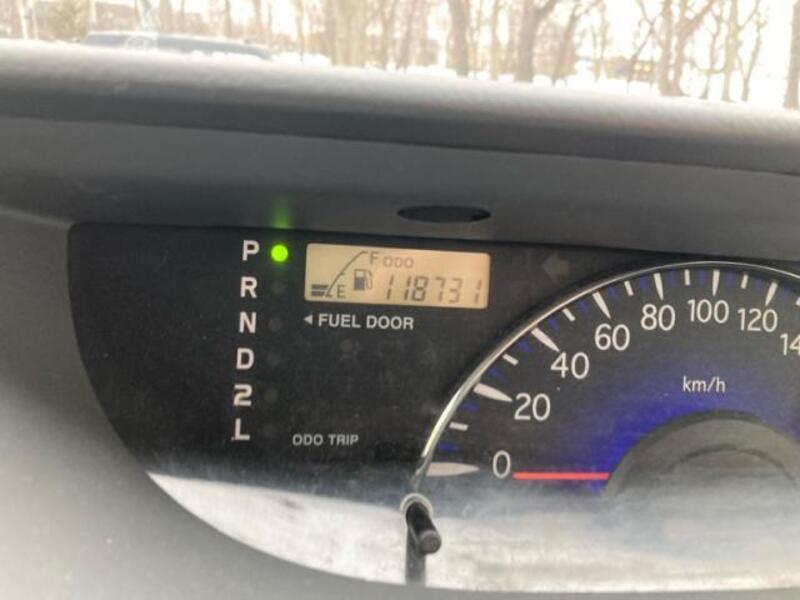 P
R
N
D
2
L
F ODO
E 118731
◄ FUEL DOOR
ODO TRIP
0
20
40
60
80
100
120
km/h